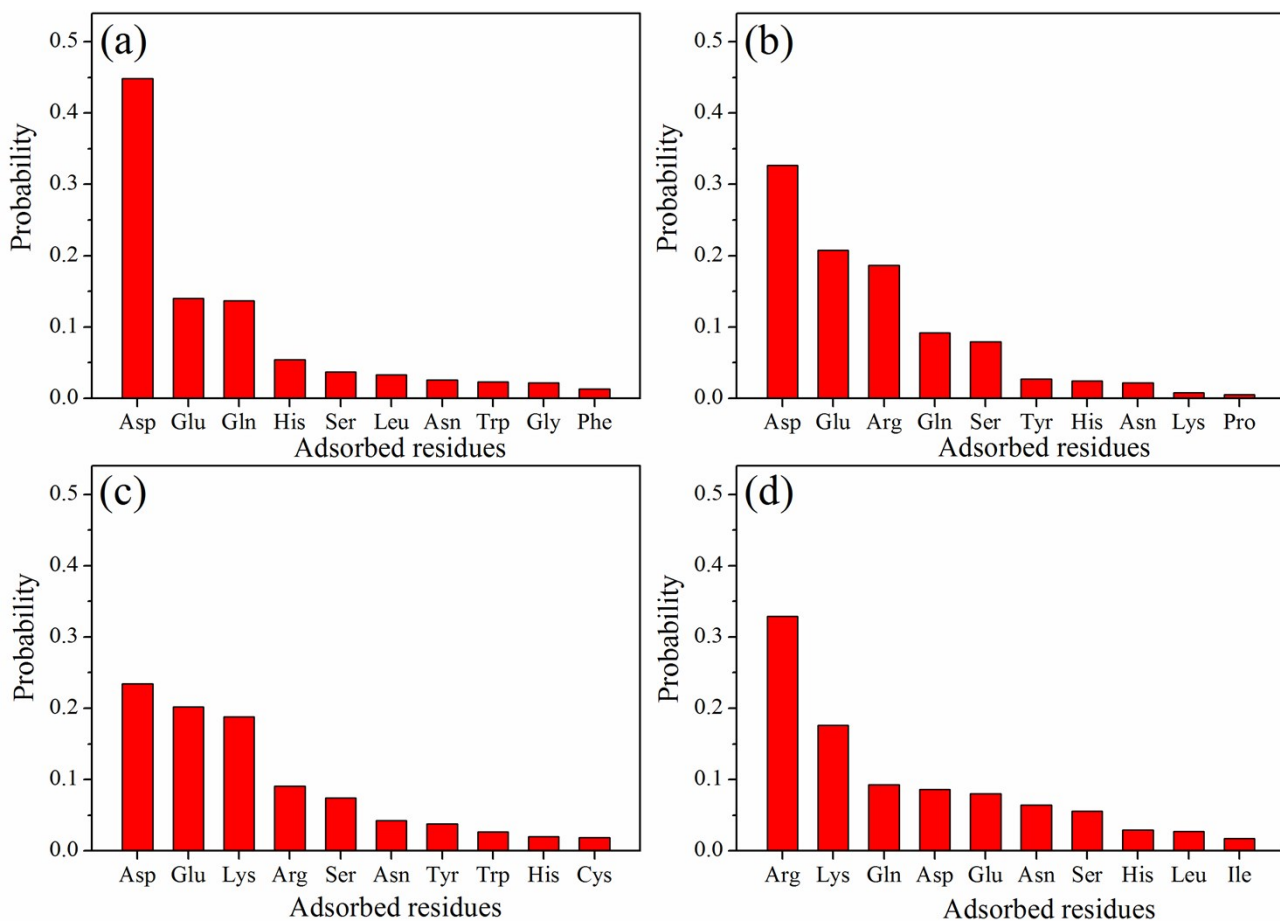 (a)
Probability
0.5
0.4
0.3
0.2
0.1
0.0
Asp Glu Gln His Ser Leu Asn Trp Gly Phe
Adsorbed residues
(b)
Probability
0.5
0.4
0.3
0.2
0.1
0.0
Asp Glu Arg Gln Ser Tyr His Asn Lys Pro
Adsorbed residues
(c)
Probability
0.5
0.4
0.3
0.2
0.1
0.0
Asp Glu Lys Arg Ser Asn Tyr Trp His Cys
Adsorbed residues
(d)
Probability
0.5
0.4
0.3
0.2
0.1
0.0
Arg Lys Gln Asp Glu Asn Ser His Leu Ile
Adsorbed residues